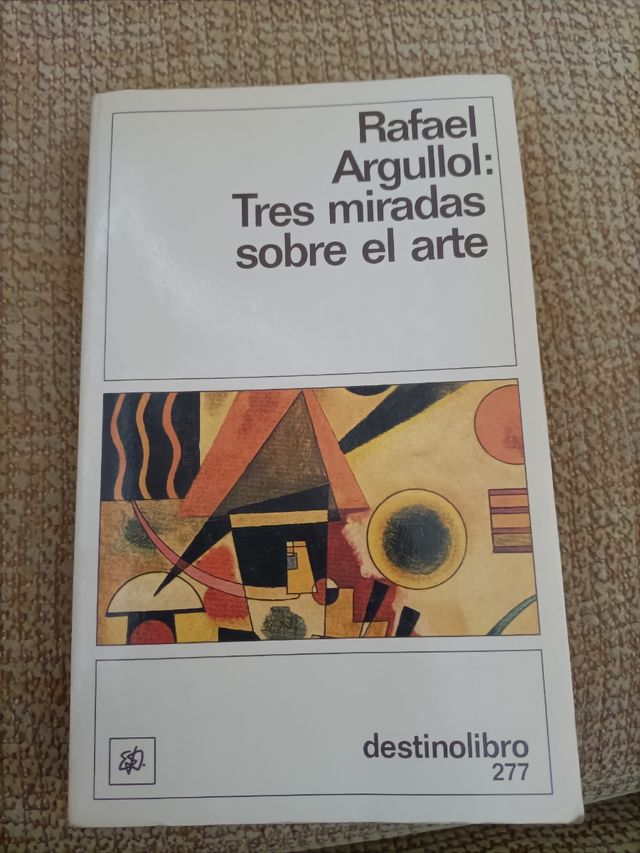 Rafael
Argullol:
Tres miradas
sobre el arte
destinolibro
277